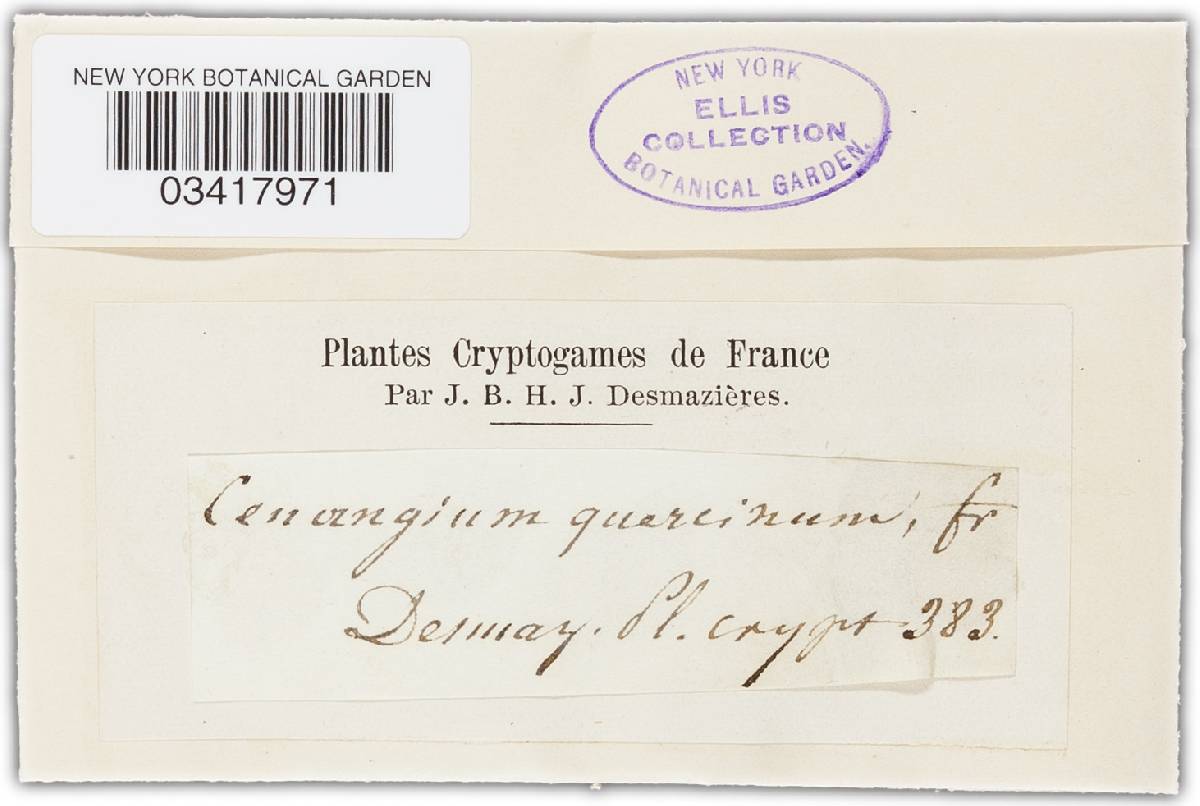 NEW YORK BOTANICAL GARDEN
03417971
NEW YORK
ELLIS
COLLECTION
BOTANICAL GARDEN.
Plantes Cryptogames de France
Par J. B. H. J. Desmazières.
Cenangium quercinum, fr
Desmaz. Pl. crypt 383.